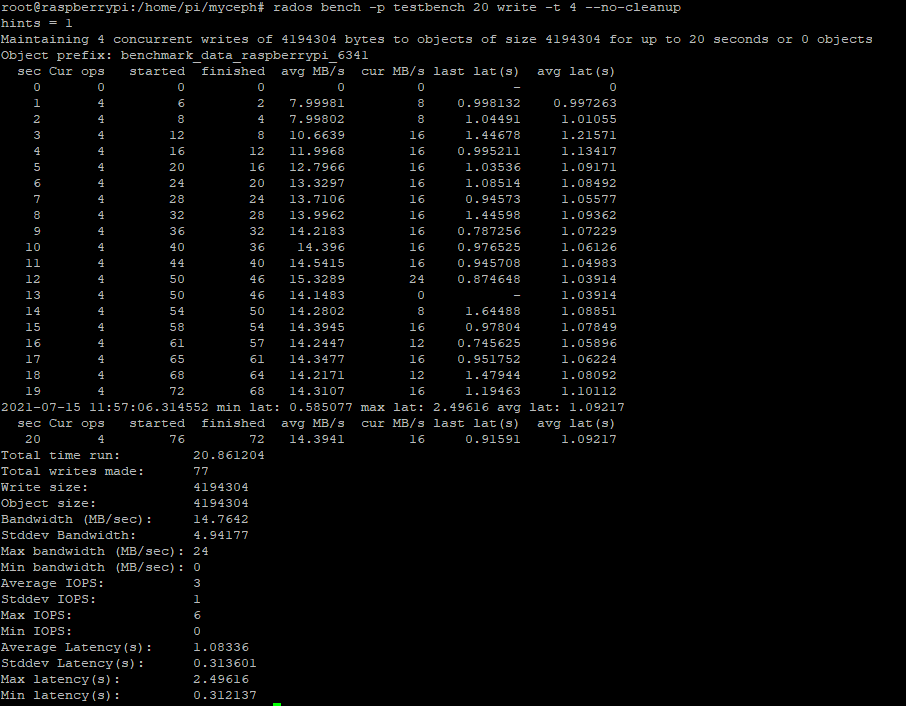 root@raspberrypi:/home/pi/myceph# rados bench -p testbench 20 write -t 4 --no-cleanup
hints = 1
Maintaining 4 concurrent writes of 4194304 bytes to objects of size 4194304 for up to 20 seconds or 0 objects
Object prefix: benchmark_data_raspberrypi_6341
  sec Cur ops   started  finished  avg MB/s  cur MB/s last lat(s)  avg lat(s)
    0       0         0         0         0         0           -           0
    1       4         6         2   7.99981         8    0.998132    0.997263
    2       4         8         4   7.99802         8     1.04491     1.01055
    3       4        12         8   10.6639        16     1.44678     1.21571
    4       4        16        12   11.9968        16    0.995211     1.13417
    5       4        20        16   12.7966        16     1.03536     1.09171
    6       4        24        20   13.3297        16     1.08514     1.08492
    7       4        28        24   13.7106        16     0.94573     1.05577
    8       4        32        28   13.9962        16     1.44598     1.09362
    9       4        36        32   14.2183        16    0.787256     1.07229
   10       4        40        36    14.396        16    0.976525     1.06126
   11       4        44        40   14.5415        16    0.945708     1.04983
   12       4        50        46   15.3289        24    0.874648     1.03914
   13       4        50        46   14.1483         0           -     1.03914
   14       4        54        50   14.2802         8     1.64488     1.08851
   15       4        58        54   14.3945        16     0.97804     1.07849
   16       4        61        57   14.2447        12    0.745625     1.05896
   17       4        65        61   14.3477        16    0.951752     1.06224
   18       4        68        64   14.2171        12     1.47944     1.08092
   19       4        72        68   14.3107        16     1.19463     1.10112
2021-07-15 11:57:06.314552 min lat: 0.585077 max lat: 2.49616 avg lat: 1.09217
  sec Cur ops   started  finished  avg MB/s  cur MB/s last lat(s)  avg lat(s)
   20       4        76        72   14.3941        16     0.91591     1.09217
Total time run:         20.861204
Total writes made:      77
Write size:             4194304
Object size:            4194304
Bandwidth (MB/sec):     14.7642
Stddev Bandwidth:       4.94177
Max bandwidth (MB/sec): 24
Min bandwidth (MB/sec): 0
Average IOPS:           3
Stddev IOPS:            1
Max IOPS:               6
Min IOPS:               0
Average Latency(s):     1.08336
Stddev Latency(s):      0.313601
Max latency(s):         2.49616
Min latency(s):         0.312137